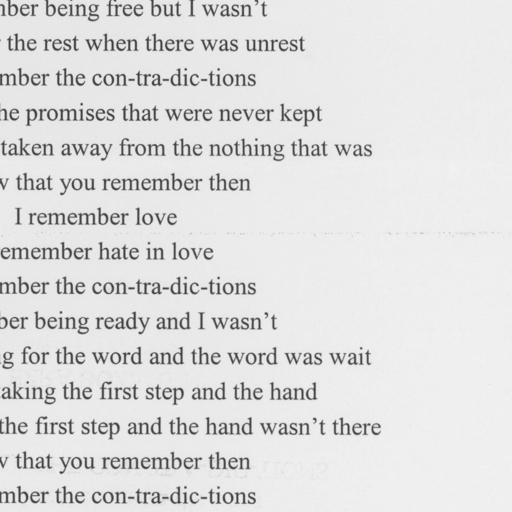 nber being free but I wasn't
the rest when there was unrest
mber the con-tra-dic-tions
he promises that were never kept
taken away from the nothing that was
w that you remember then
I remember love
emember hate in love
mber the con-tra-dic-tions
ber being ready and I wasn't
ng for the word and the word was wait
taking the first step and the hand
the first step and the hand wasn't there
w that you remember then
mber the con-tra-dic-tions